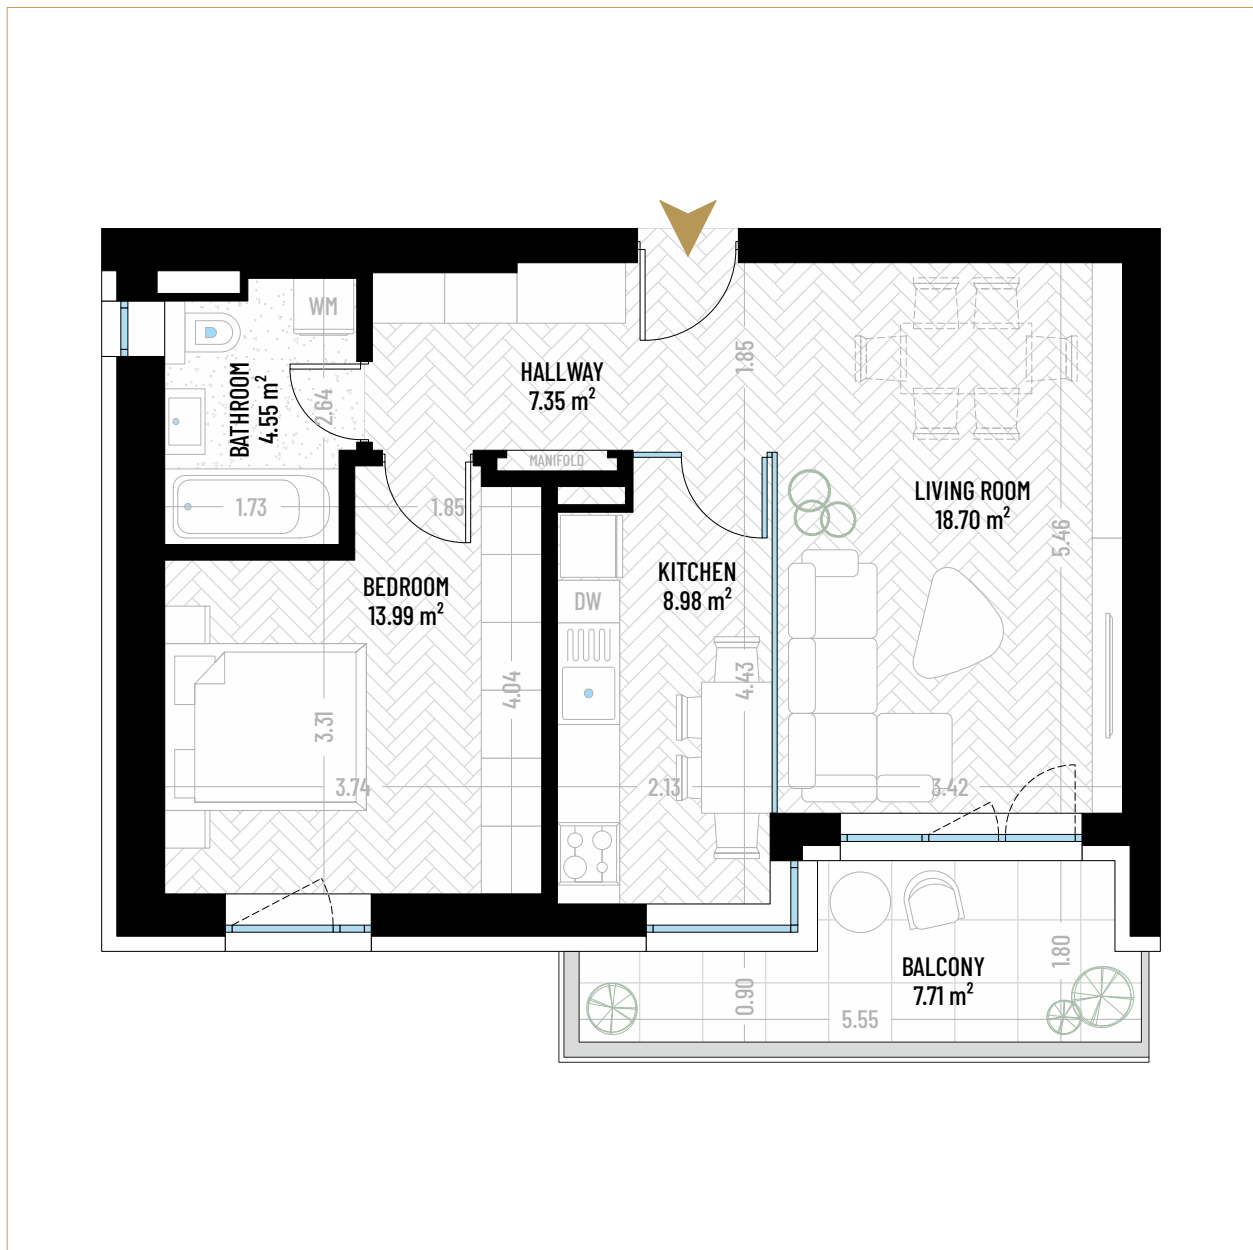 WM
HALLWAY
7.35 m²
1.85
BATHROOM
4.55 m²
2.64
MANIFOLD
1.73
1.85
LIVING ROOM
18.70 m²
5.46
KITCHEN
8.98 m²
BEDROOM
13.99 m²
DW
4.04
4.43
3.31
3.74
2.13
3.42
BALCONY
7.71 m²
1.80
0.90
5.55